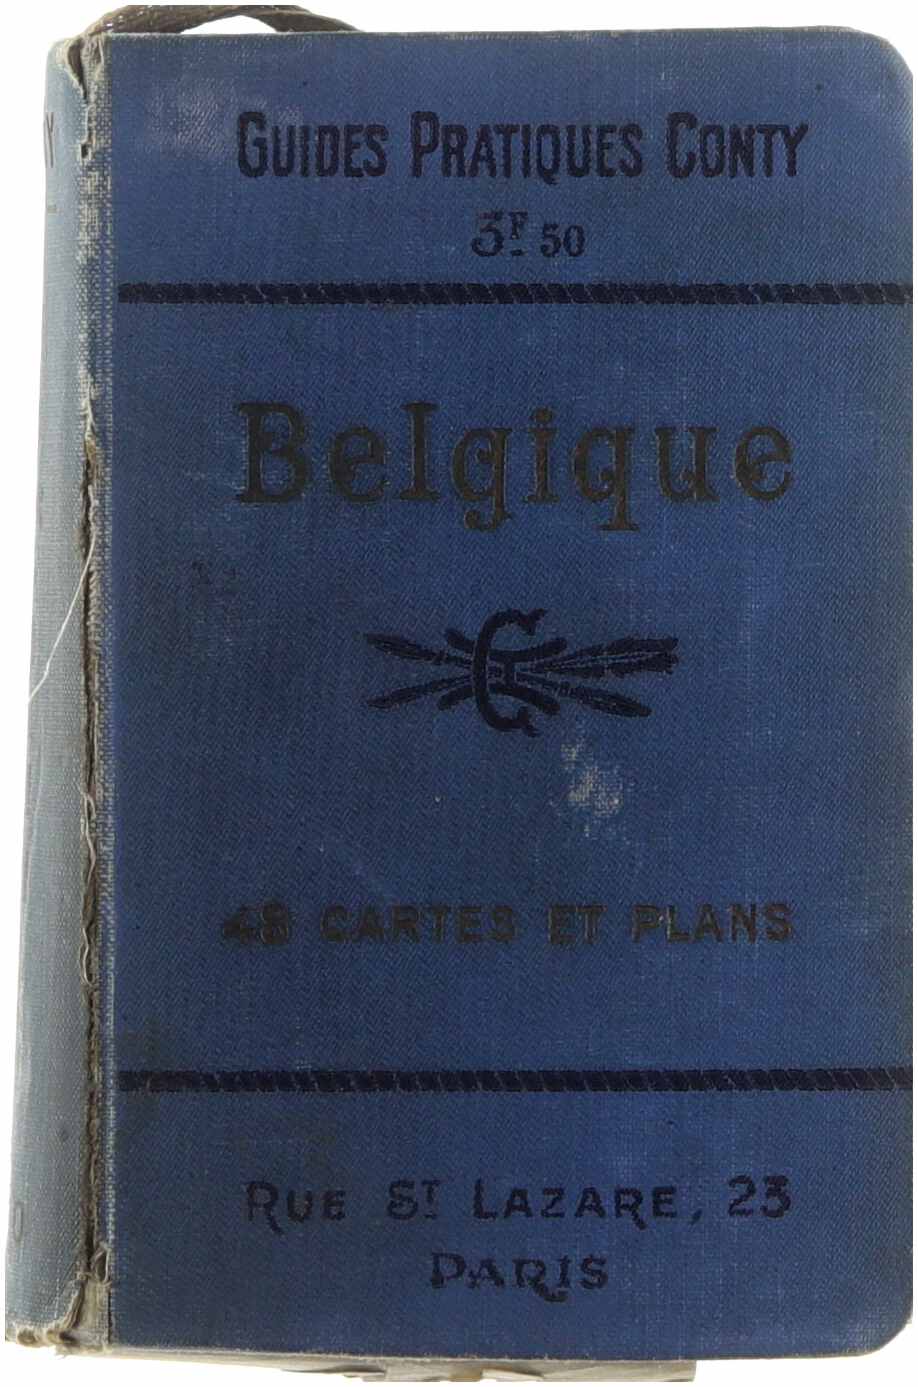 GUIDES PRATIQUES CONTY
3F 50
Belgique
48 CARTES ET PLANS
RUE ST LAZARE, 23
PARIS